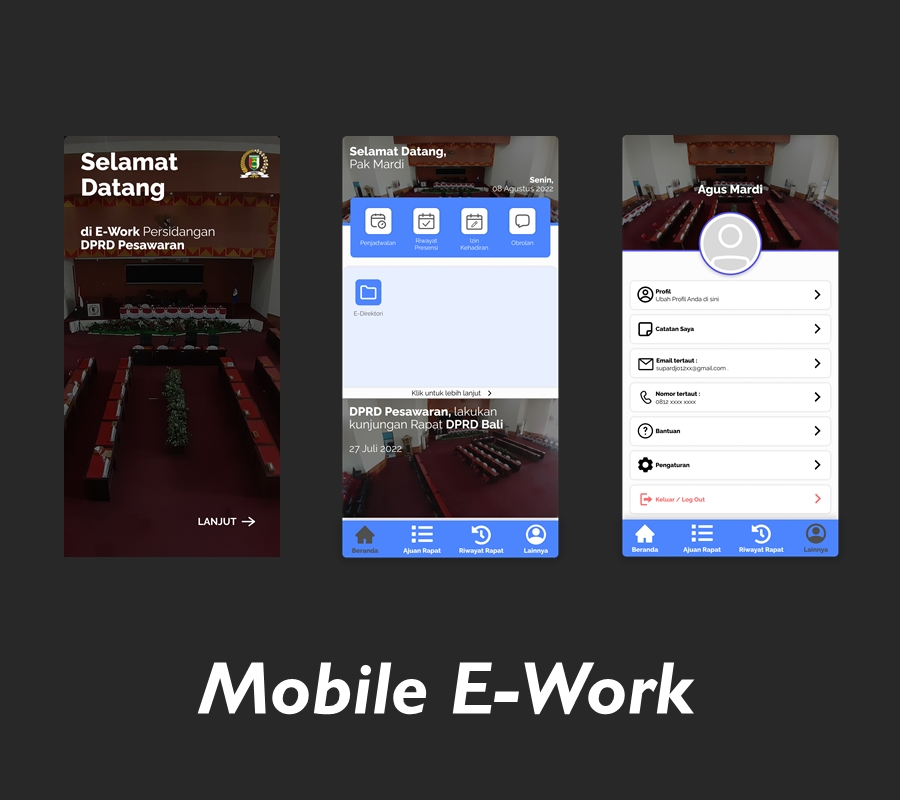 Selamat
Datang
di E-Work Persidangan
DPRD Pesawaran
LANJUT
Selamat Datang,
Pak Mardi
Senin,
08 Agustus 2022
Penjadwalan
Riwayat
Presensi
Izin
Kehadiran
Obrolan
E-Direktori
Klik untuk lebih lanjut
DPRD Pesawaran, lakukan
kunjungan Rapat DPRD Bali
27 Juli 2022
Beranda
Ajuan Rapat
Riwayat Rapat
Lainnya
Agus Mardi
Profil
Ubah Profil Anda di sini
Catatan Saya
Email tertaut :
supardjo12xx@gmail.com
Nomor tertaut :
0812 xxxx xxxx
Bantuan
Pengaturan
Keluar / Log Out
Beranda
Ajuan Rapat
Riwayat Rapat
Lainnya
Mobile E-Work